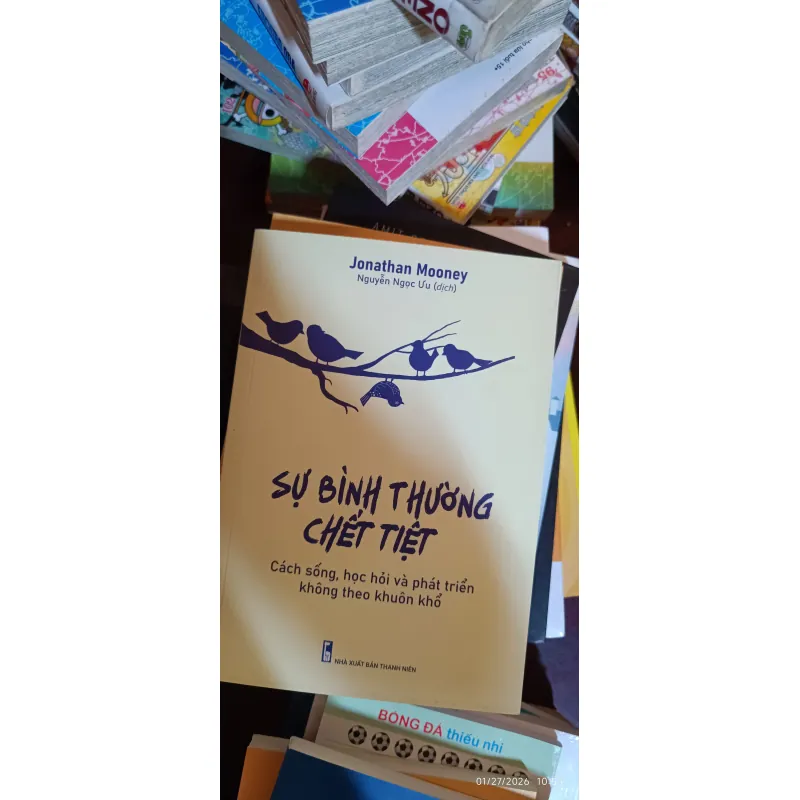 95
Jonathan Mooney
Nguyễn Ngọc Ưu (dịch)
SỰ BÌNH THƯỜNG
CHẾT TIỆT
Cách sống, học hỏi và phát triển
không theo khuôn khổ
NHÀ XUẤT BẢN THANH NIÊN
BÓNG ĐÁ thiếu nhi
01/27/2026